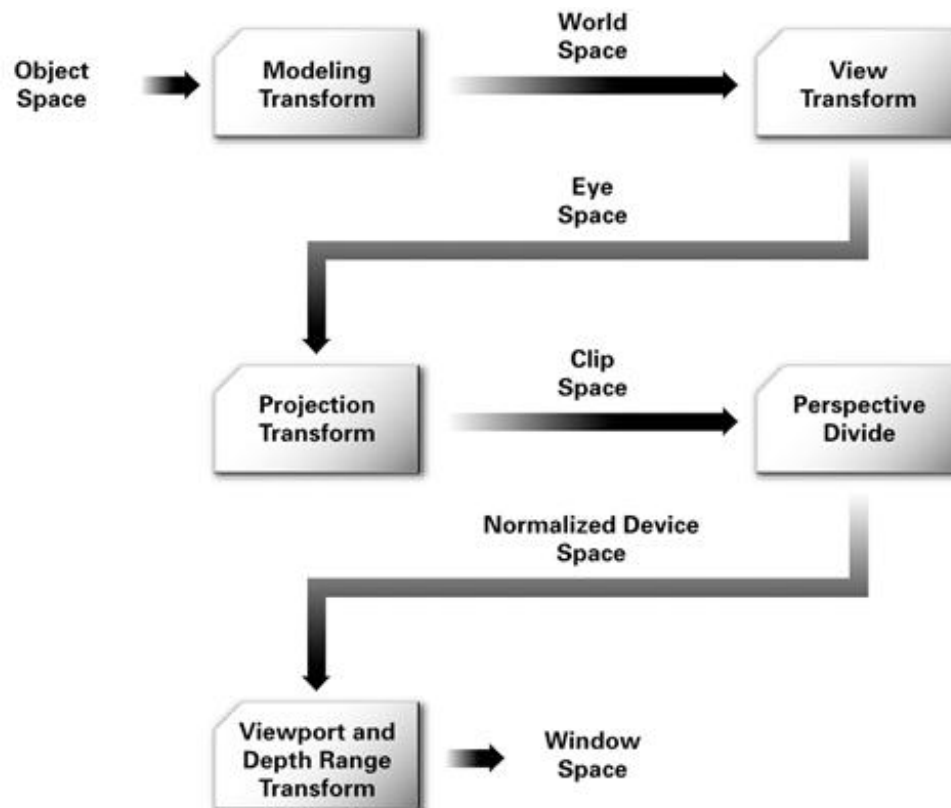 Object
Space
Modeling
Transform
World
Space
View
Transform
Eye
Space
Projection
Transform
Clip
Space
Perspective
Divide
Normalized Device
Space
Viewport and
Depth Range
Transform
Window
Space